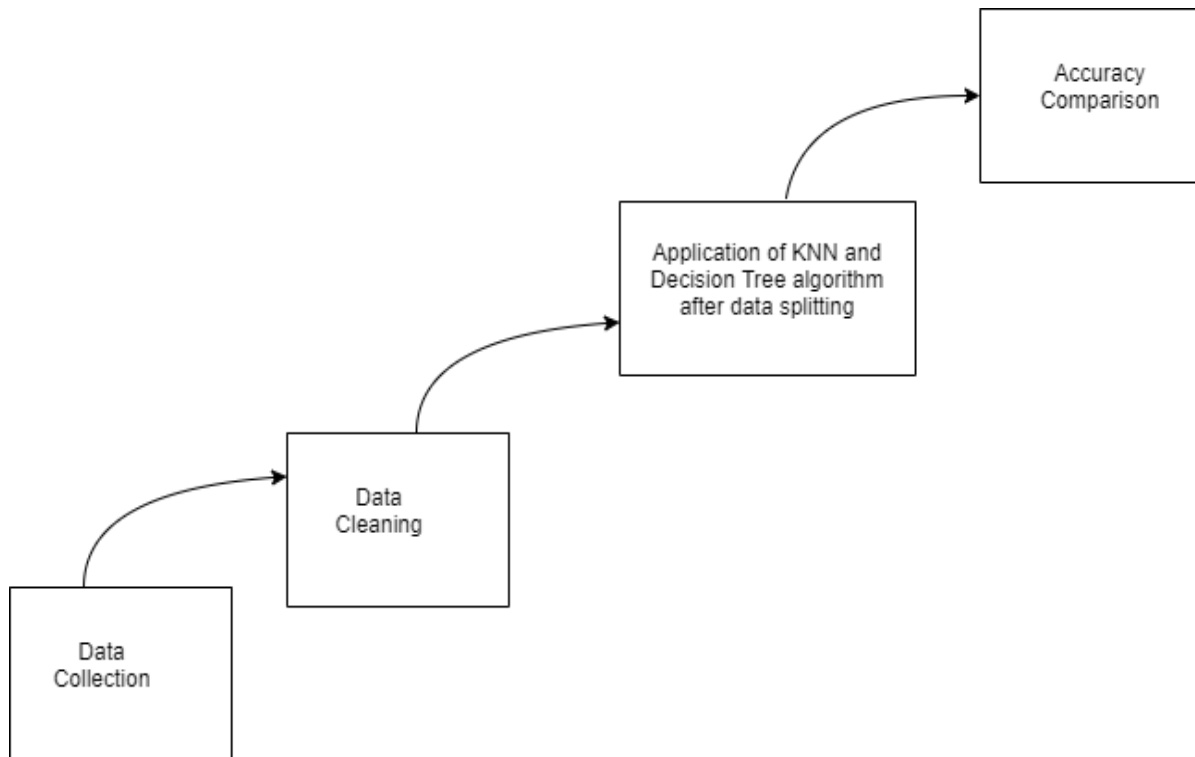 Accuracy
Comparison
Application of KNN and
Decision Tree algorithm
after data splitting
Data
Cleaning
Data
Collection